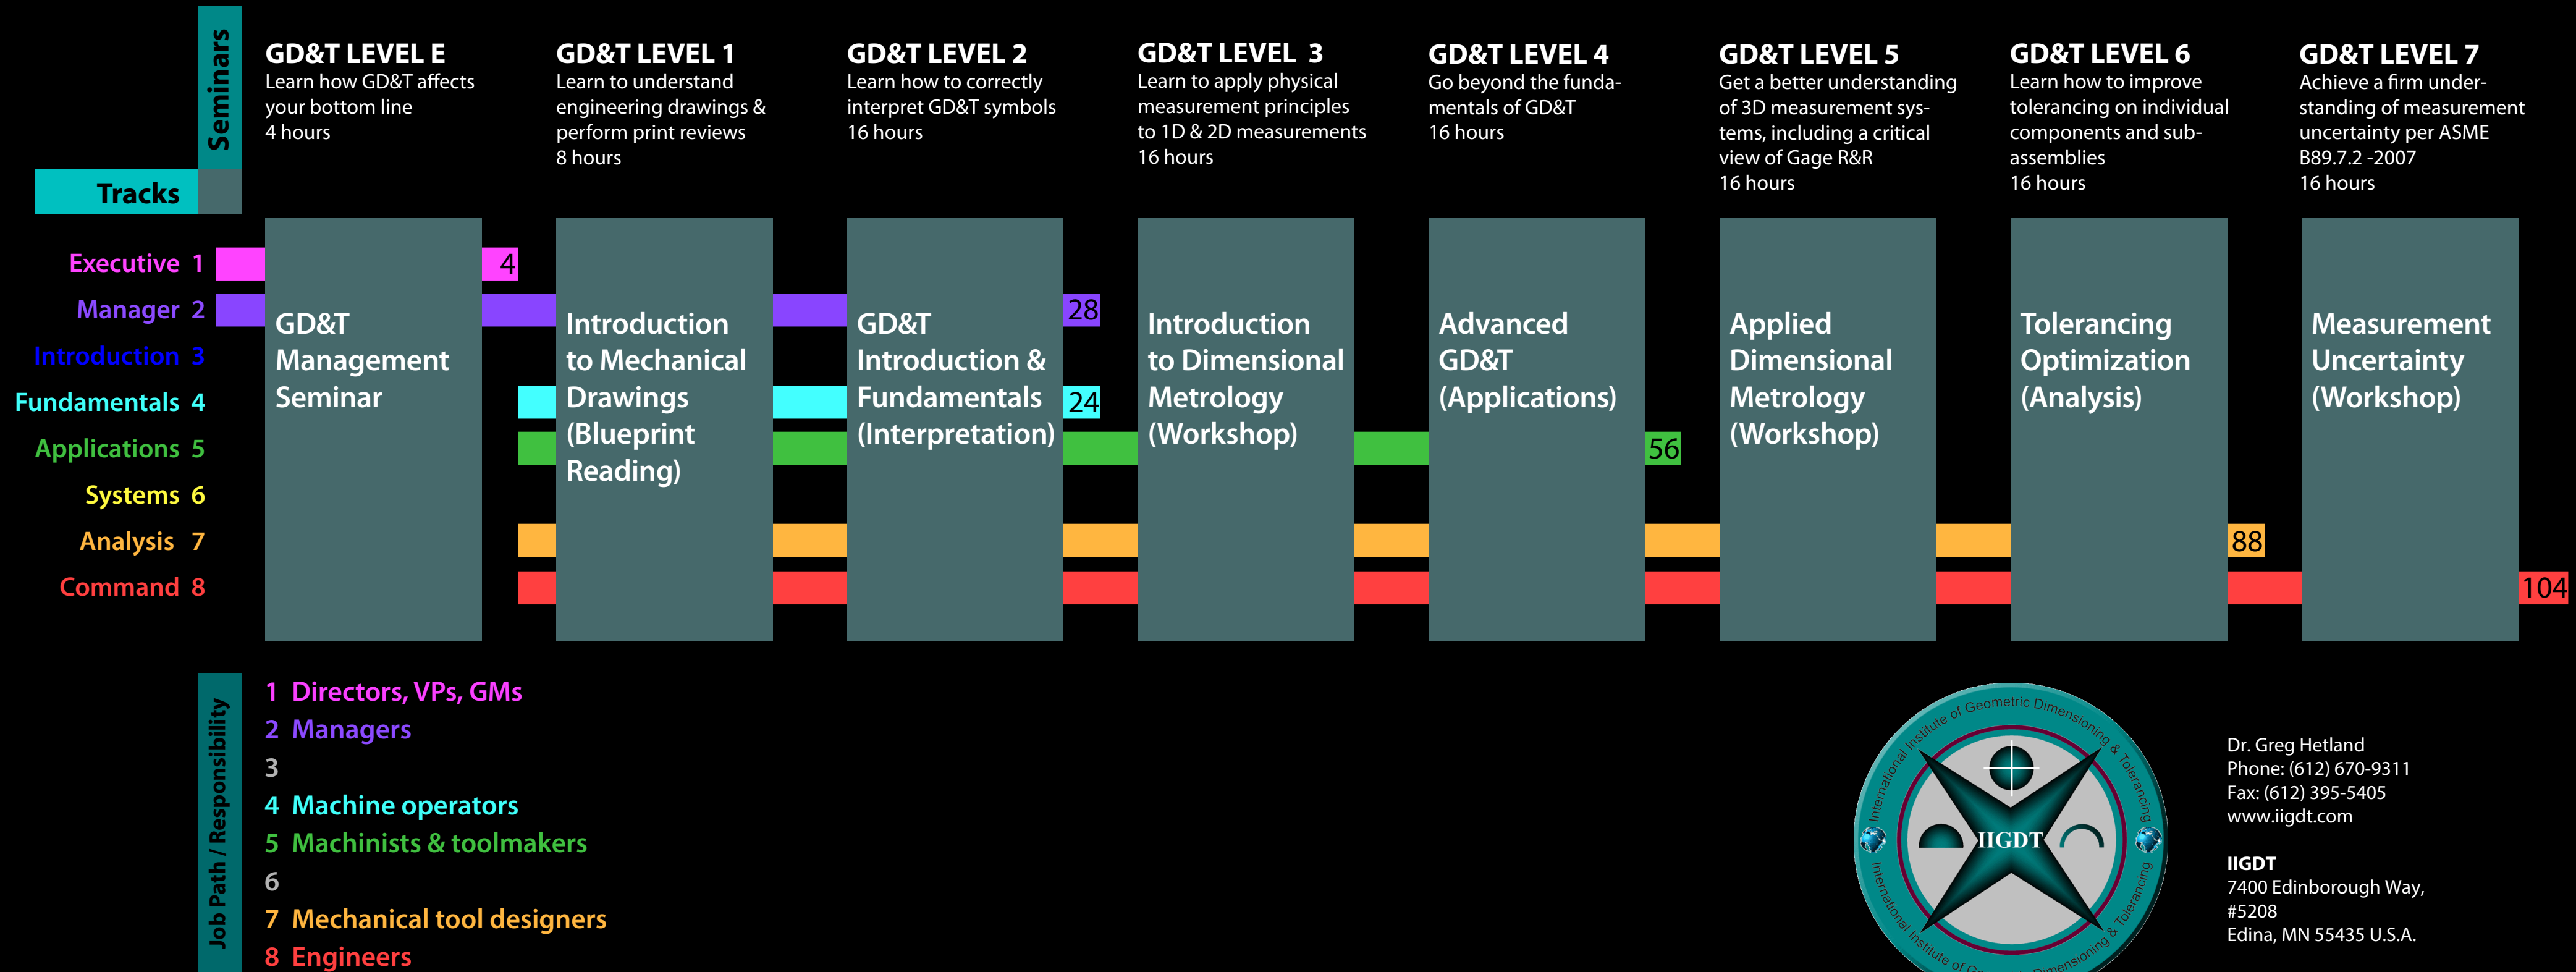 Seminars
Tracks
GD&T LEVEL E
Learn how GD&T affects
your bottom line
4 hours
GD&T LEVEL 1
Learn to understand
engineering drawings &
perform print reviews
8 hours
GD&T LEVEL 2
Learn how to correctly
interpret GD&T symbols
16 hours
GD&T LEVEL 3
Learn to apply physical
measurement principles
to 1D & 2D measurements
16 hours
GD&T LEVEL 4
Go beyond the funda-
mentals of GD&T
16 hours
GD&T LEVEL 5
Get a better understanding
of 3D measurement sys-
tems, including a critical
view of Gage R&R
16 hours
GD&T LEVEL 6
Learn how to improve
tolerancing on individual
components and sub-
assemblies
16 hours
GD&T LEVEL 7
Achieve a firm under-
standing of measurement
uncertainty per ASME
B89.7.2 -2007
16 hours
Executive 1
Manager 2
Introduction 3
Fundamentals 4
Applications 5
Systems 6
Analysis 7
Command 8
4
28
24
56
88
104
GD&T
Management
Seminar
Introduction
to Mechanical
Drawings
(Blueprint
Reading)
GD&T
Introduction &
Fundamentals
(Interpretation)
Introduction
to Dimensional
Metrology
(Workshop)
Advanced
GD&T
(Applications)
Applied
Dimensional
Metrology
(Workshop)
Tolerancing
Optimization
(Analysis)
Measurement
Uncertainty
(Workshop)
Job Path / Responsibility
1 Directors, VPs, GMs
2 Managers
3
4 Machine operators
5 Machinists & toolmakers
6
7 Mechanical tool designers
8 Engineers
International Institute of Geometric Dimensioning & Tolerancing
IIGDT
International Institute of Geometric Dimensioning & Tolerancing
Dr. Greg Hetland
Phone: (612) 670-9311
Fax: (612) 395-5405
www.iigdt.com
IIGDT
7400 Edinborough Way,
#5208
Edina, MN 55435 U.S.A.